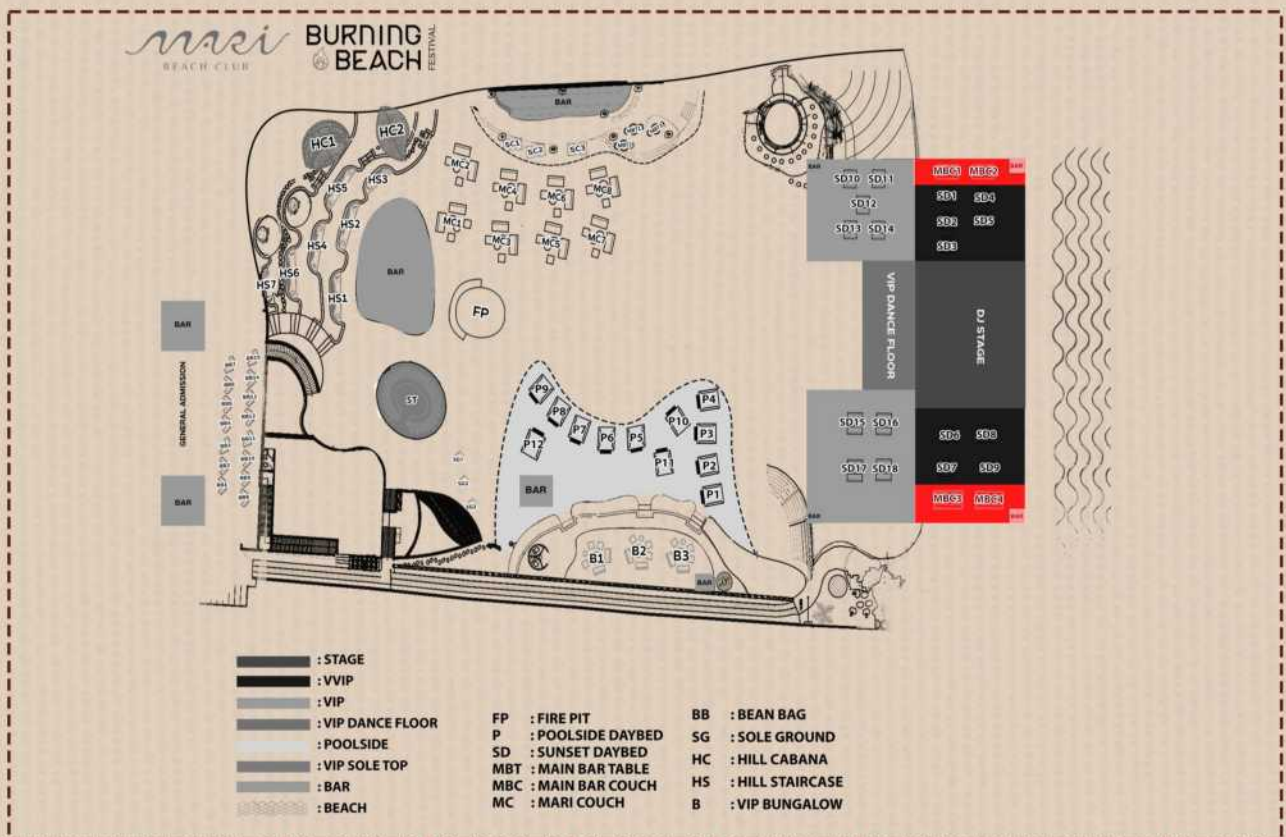 MARI
BEACH CLUB
BURNING
BEACH
FESTIVAL
BAR
HC1
HC2
SC1
SC2
SC3
MC2
MC4
MC6
MC8
MC1
MC3
MC5
MC7
HS5
HS3
HS2
HS4
HS6
HS7
HS1
BAR
FP
BAR
SD10
SD11
SD12
SD13
SD14
MBC1
MBC2
BAR
SD1
SD4
SD2
SD5
SD3
VIP DANCE FLOOR
DJ STAGE
BAR
GENERAL ADMISSION
BAR
ST
P9
P8
P7
P12
P6
P5
P10
P4
P3
P11
P2
P1
BAR
B1
B2
B3
BAR
SD15
SD16
SD17
SD18
BAR
SD6
SD8
SD7
SD9
MBC3
MBC4
BAR
: STAGE
: VVIP
: VIP
: VIP DANCE FLOOR
: POOLSIDE
: VIP SOLE TOP
: BAR
: BEACH
FP : FIRE PIT
P : POOLSIDE DAYBED
SD : SUNSET DAYBED
MBT : MAIN BAR TABLE
MBC : MAIN BAR COUCH
MC : MARI COUCH
BB : BEAN BAG
SG : SOLE GROUND
HC : HILL CABANA
HS : HILL STAIRCASE
B : VIP BUNGALOW